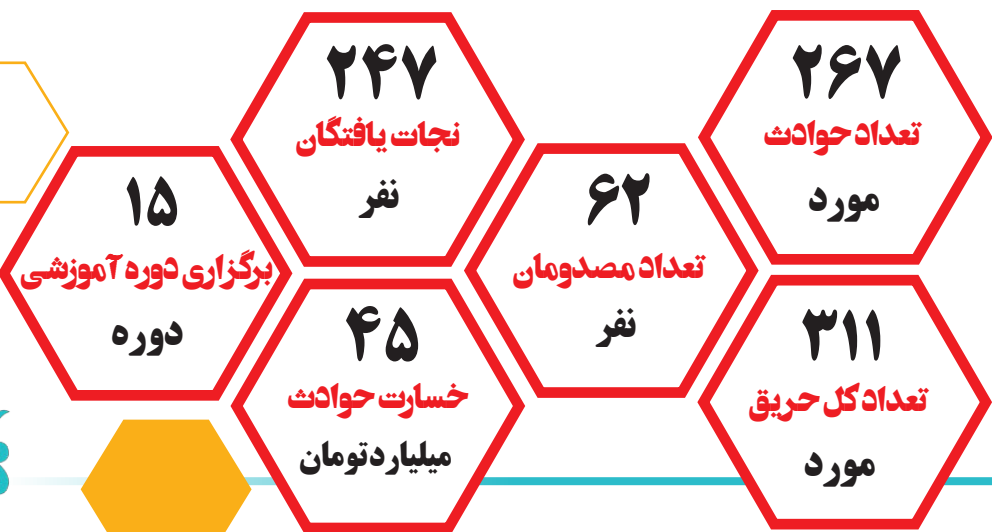 ۲۶۷
تعداد حوادث
مورد
۲۴۷
نجات یافتگان
نفر
۶۲
تعداد مصدومان
نفر
۱۵
برگزاری دوره آموزشی
دوره
۳۱۱
تعداد کل حریق
مورد
۴۵
خسارت حوادث
میلیارد تومان